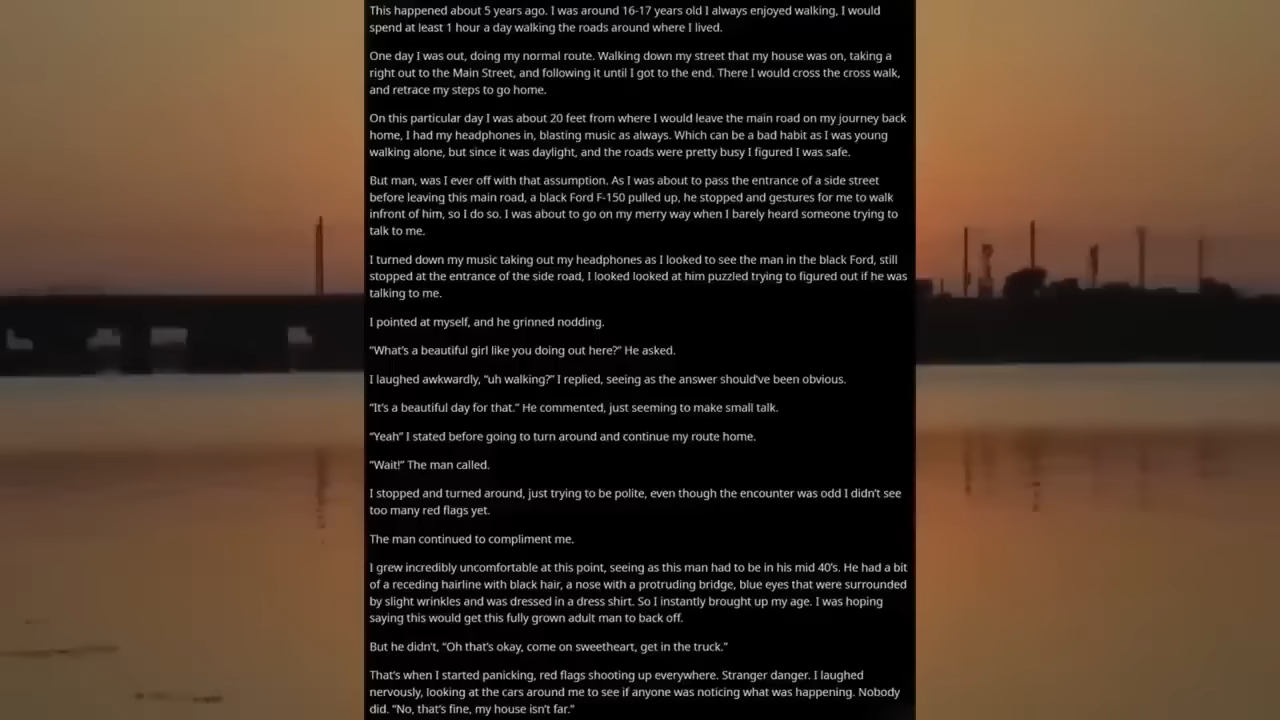 This happened about 5 years ago. I was around 16-17 years old I always enjoyed walking, I would
spend at least 1 hour a day walking the roads around where I lived.
One day I was out, doing my normal route. Walking down my street that my house was on, taking a
right out to the Main Street, and following it until I got to the end. There I would cross the cross walk,
and retrace my steps to go home.
On this particular day I was about 20 feet from where I would leave the main road on my journey back
home, I had my headphones in, blasting music as always. Which can be a bad habit as I was young
walking alone, but since it was daylight, and the roads were pretty busy I figured I was safe.
But man, was I ever off with that assumption. As I was about to pass the entrance of a side street
before leaving this main road, a black Ford F-150 pulled up, he stopped and gestures for me to walk
infront of him, so I do so. I was about to go on my merry way when I barely heard someone trying to
talk to me.
I turned down my music taking out my headphones as I looked to see the man in the black Ford, still
stopped at the entrance of the side road, I looked looked at him puzzled trying to figured out if he was
talking to me.
I pointed at myself, and he grinned nodding.
“What’s a beautiful girl like you doing out here?” He asked.
I laughed awkwardly, “uh walking?” I replied, seeing as the answer should’ve been obvious.
“It’s a beautiful day for that.” He commented, just seeming to make small talk.
“Yeah” I stated before going to turn around and continue my route home.
“Wait!” The man called.
I stopped and turned around, just trying to be polite, even though the encounter was odd I didn’t see
too many red flags yet.
The man continued to compliment me.
I grew incredibly uncomfortable at this point, seeing as this man had to be in his mid 40’s. He had a bit
of a receding hairline with black hair, a nose with a protruding bridge, blue eyes that were surrounded
by slight wrinkles and was dressed in a dress shirt. So I instantly brought up my age. I was hoping
saying this would get this fully grown adult man to back off.
But he didn’t, “Oh that’s okay, come on sweetheart, get in the truck.”
That’s when I started panicking, red flags shooting up everywhere. Stranger danger. I laughed
nervously, looking at the cars around me to see if anyone was noticing what was happening. Nobody
did. “No, that’s fine, my house isn’t far.”